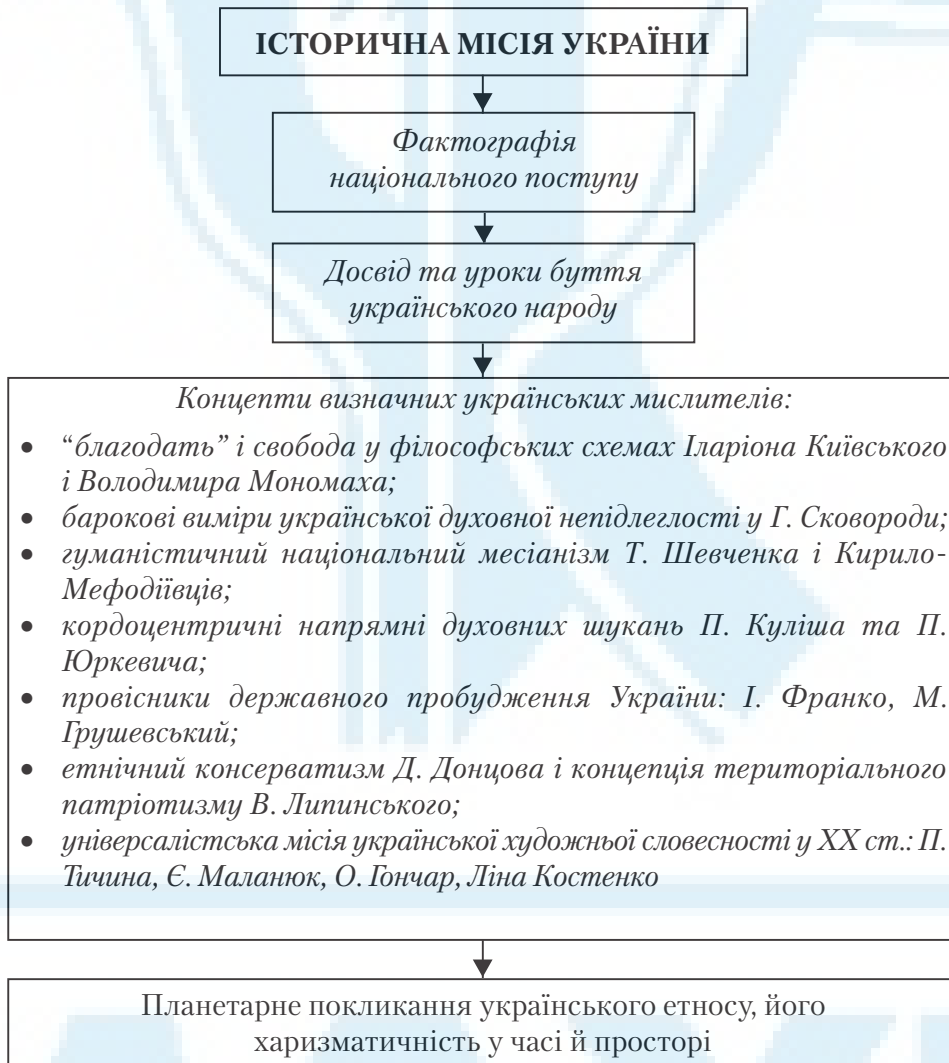 ІСТОРИЧНА МІСІЯ УКРАЇНИ
Фактографія
національного поступу
Досвід та уроки буття
українського народу
Концепти визначних українських мислителів:
• “благодать” і свобода у філософських схемах Іларіона Київського
і Володимира Мономаха;
• барокові виміри української духовної непідлеглості у Г. Сковороди;
• гуманістичний національний месіанізм Т. Шевченка і Кирило-
Мефодіївців;
• кордоцентричні напрямні духовних шукань П. Куліша та П.
Юркевича;
• провісники державного пробудження України: І. Франко, М.
Грушевський;
• етнічний консерватизм Д. Донцова і концепція територіального
патріотизму В. Липинського;
• універсалістська місія української художньої словесності у ХХ ст.: П.
Тичина, Є. Маланюк, О. Гончар, Ліна Костенко
Планетарне покликання українського етносу, його
харизматичність у часі й просторі